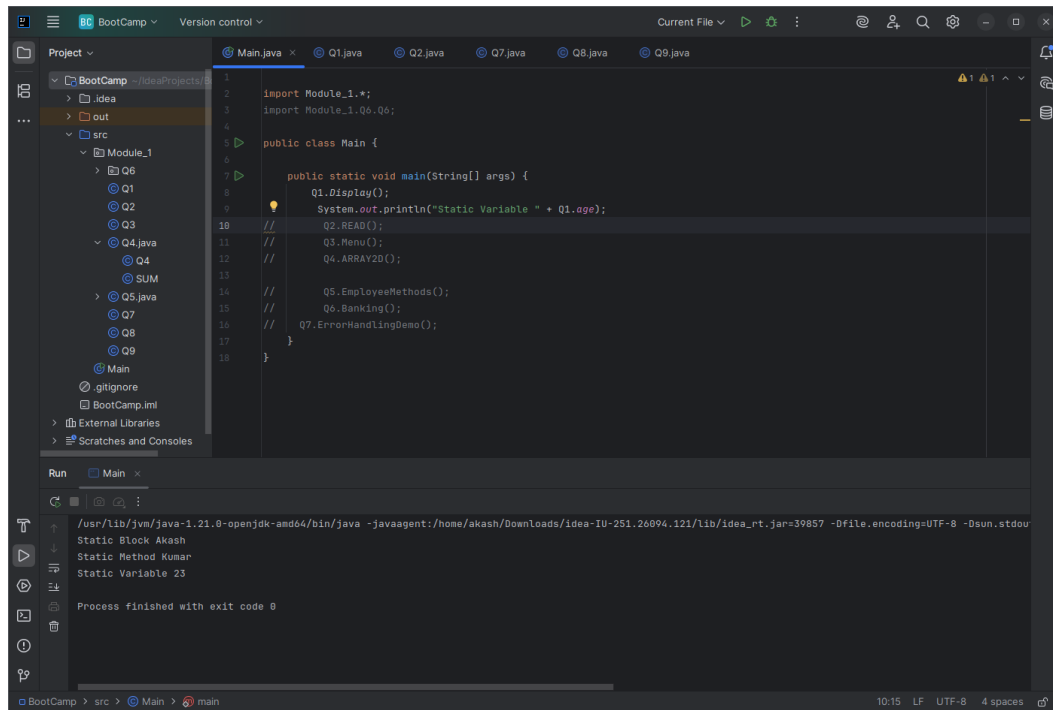 BC BootCamp Version control Current File
Project
Main.java Q1.java Q2.java Q7.java Q8.java Q9.java
BootCamp ~/IdeaProjects/B
.idea
out
src
Module_1
Q6
Q1
Q2
Q3
Q4.java
Q4
SUM
Q5.java
Q7
Q8
Q9
Main
.gitignore
BootCamp.iml
External Libraries
Scratches and Consoles
1
2 import Module_1.*;
3 import Module_1.Q6.Q6;
4
5 public class Main {
6
7 public static void main(String[] args) {
8 Q1.Display();
9 System.out.println("Static Variable " + Q1.age);
10 // Q2.READ();
11 // Q3.Menu();
12 // Q4.ARRAY2D();
13
14 // Q5.EmployeeMethods();
15 // Q6.Banking();
16 // Q7.ErrorHandlingDemo();
17 }
18 }
1 1
Run Main
/usr/lib/jvm/java-1.21.0-openjdk-amd64/bin/java -javaagent:/home/akash/Downloads/idea-IU-251.26094.121/lib/idea_rt.jar=39857 -Dfile.encoding=UTF-8 -Dsun.stdou
Static Block Akash
Static Method Kumar
Static Variable 23
Process finished with exit code 0
BootCamp > src > Main > main 10:15 LF UTF-8 4 spaces